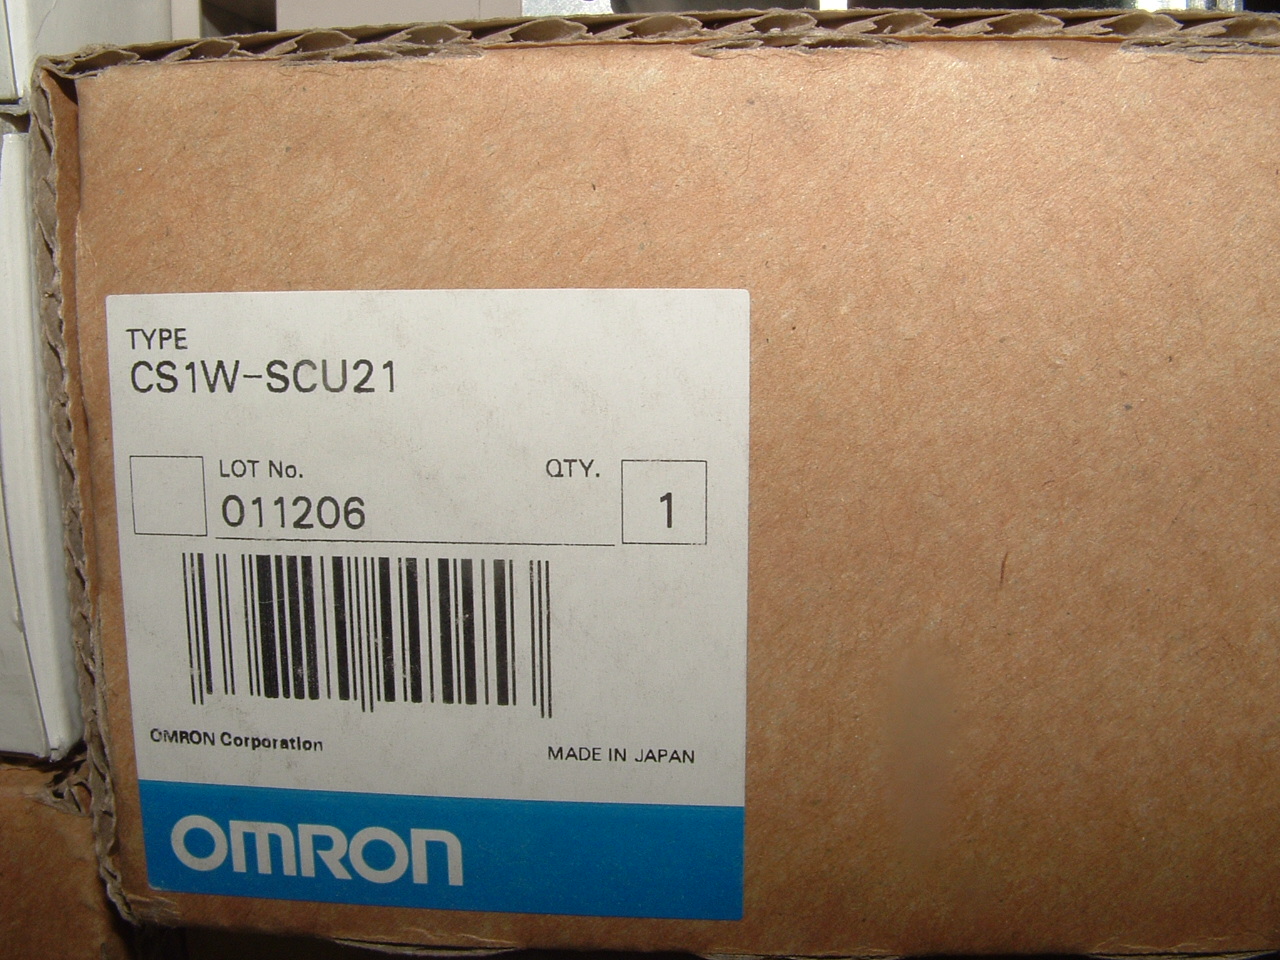 TYPE
CS1W-SCU21
LOT No.
QTY.
011206
1
OMRON Corporation
MADE IN JAPAN
OMRON